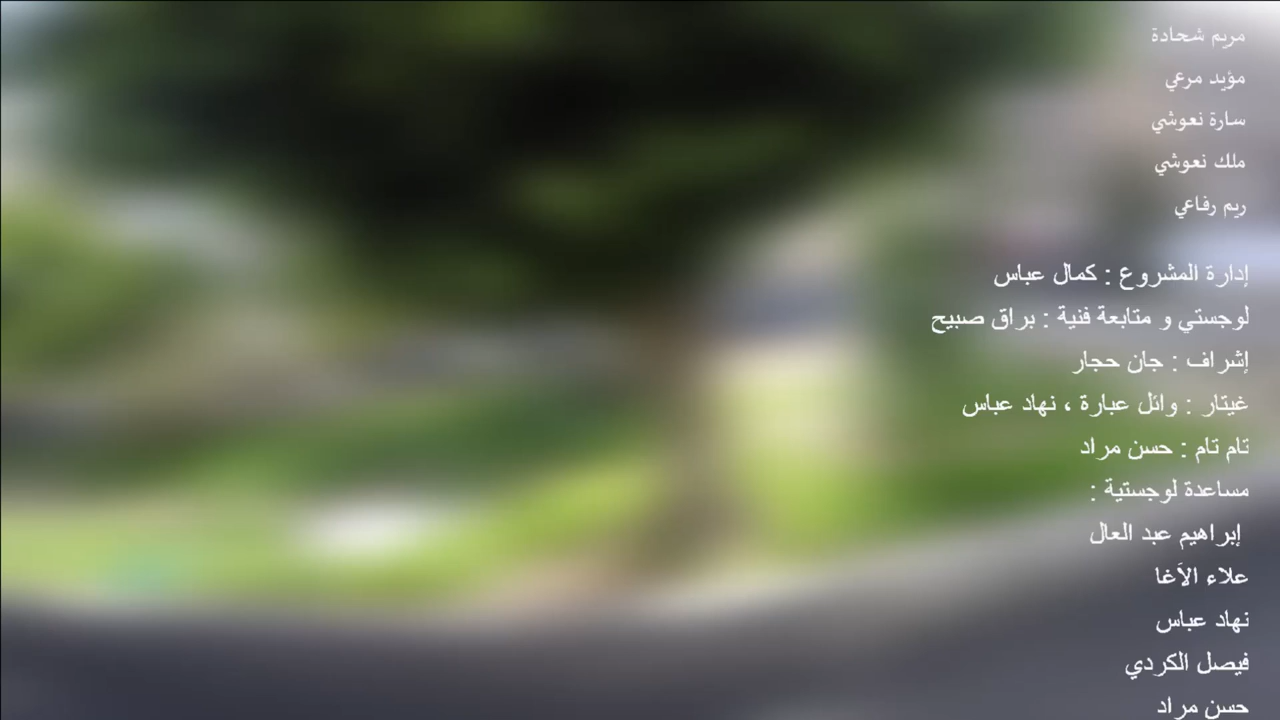 مريم شحادة
مؤيد مرعي
سارة نعوشي
ملك نعوشي
ريم رفاعي
إدارة المشروع : كمال عباس
لوجستي و متابعة فنية : براق صبيح
إشراف : جان حجار
غيتار : وائل عبارة ، نهاد عباس
تام تام : حسن مراد
مساعدة لوجستية :
إبراهيم عبد العال
علاء الأغا
نهاد عباس
فيصل الكردي
حسن مراد